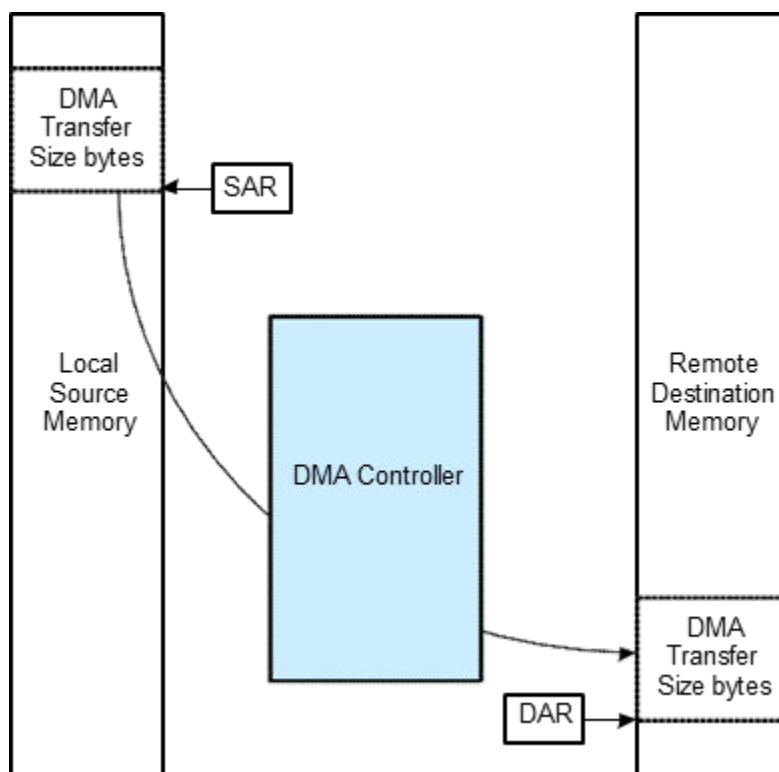 DMA
Transfer
Size bytes
SAR
Local
Source
Memory
DMA Controller
Remote
Destination
Memory
DMA
Transfer
Size bytes
DAR